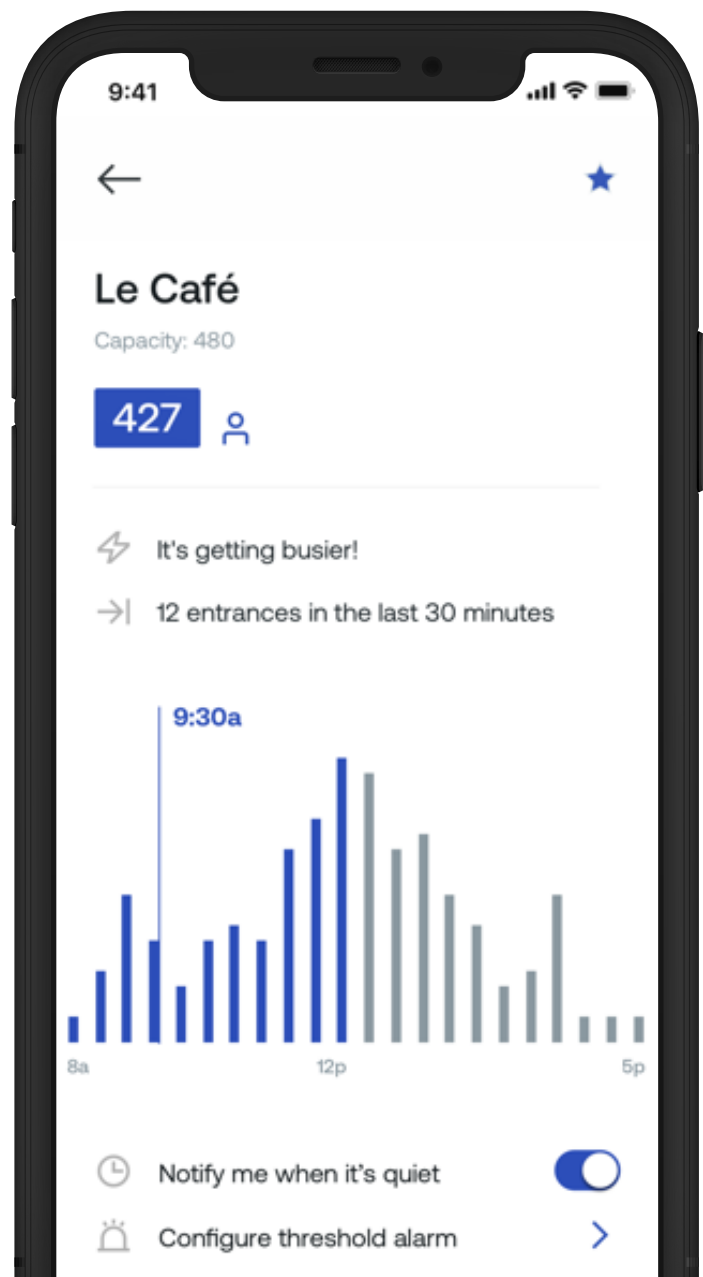 9:41
Le Café
Capacity: 480
427
It's getting busier!
12 entrances in the last 30 minutes
9:30a
8a 12p 5p
Notify me when it's quiet
Configure threshold alarm